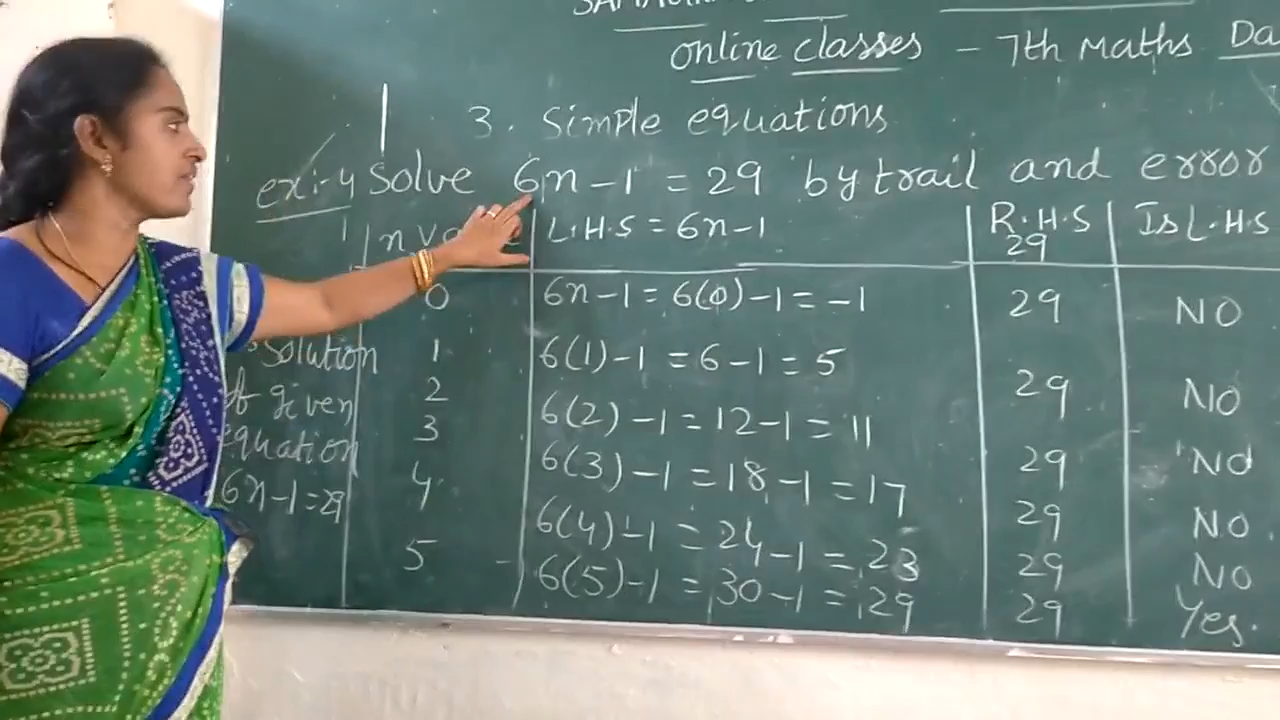 online classes - 7th Maths Da
3. Simple equations
ex:-4 Solve 6n-1 = 29 by trail and error
n L.H.S = 6n-1 R.H.S 29 Is L.H.S
0 6n-1 = 6(0)-1 = -1 29 NO
1 6(1)-1 = 6-1 = 5 29 NO
2 6(2)-1 = 12-1 = 11 29 NO
3 6(3)-1 = 18-1 = 17 29 NO
4 6(4)-1 = 24-1 = 23 29 NO
5 6(5)-1 = 30-1 = 29 29 Yes.
solution
of given
equation
6n-1=29